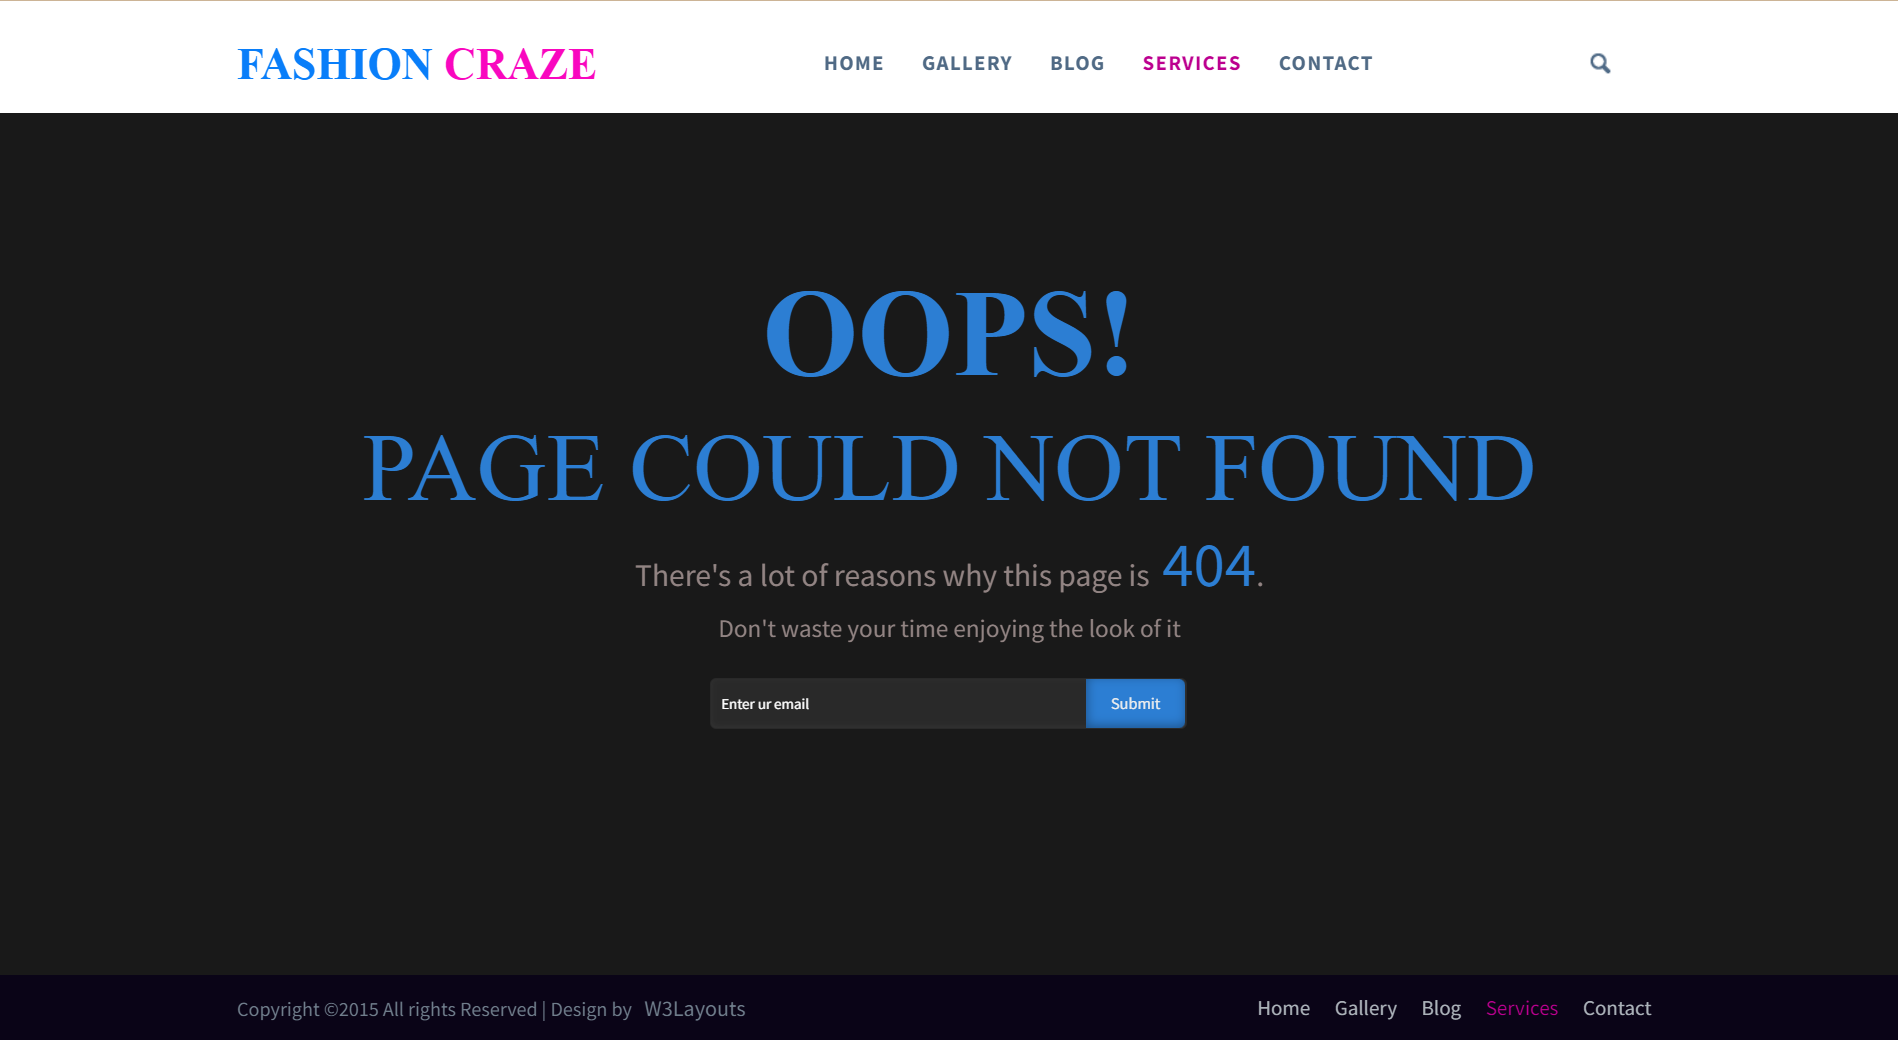 FASHION CRAZE
HOME GALLERY BLOG SERVICES CONTACT
OOPS!
PAGE COULD NOT FOUND
There's a lot of reasons why this page is 404.
Don't waste your time enjoying the look of it
Enter ur email Submit
Copyright ©2015 All rights Reserved | Design by W3Layouts
Home Gallery Blog Services Contact